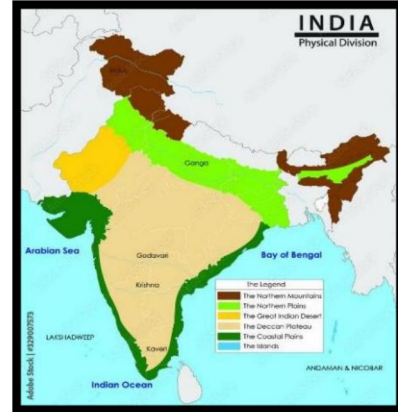 INDIA
Physical Division
Indus
Ganga
Arabian Sea
Godavari
Bay of Bengal
Krishna
The Legend
The Northern Mountains
The Northern Plains
The Great Indian Desert
The Deccan Plateau
The Coastal Plains
The Islands
LAKSHADWEEP
Kaveri
ANDAMAN & NICOBAR
Indian Ocean
Adobe Stock | #329007573